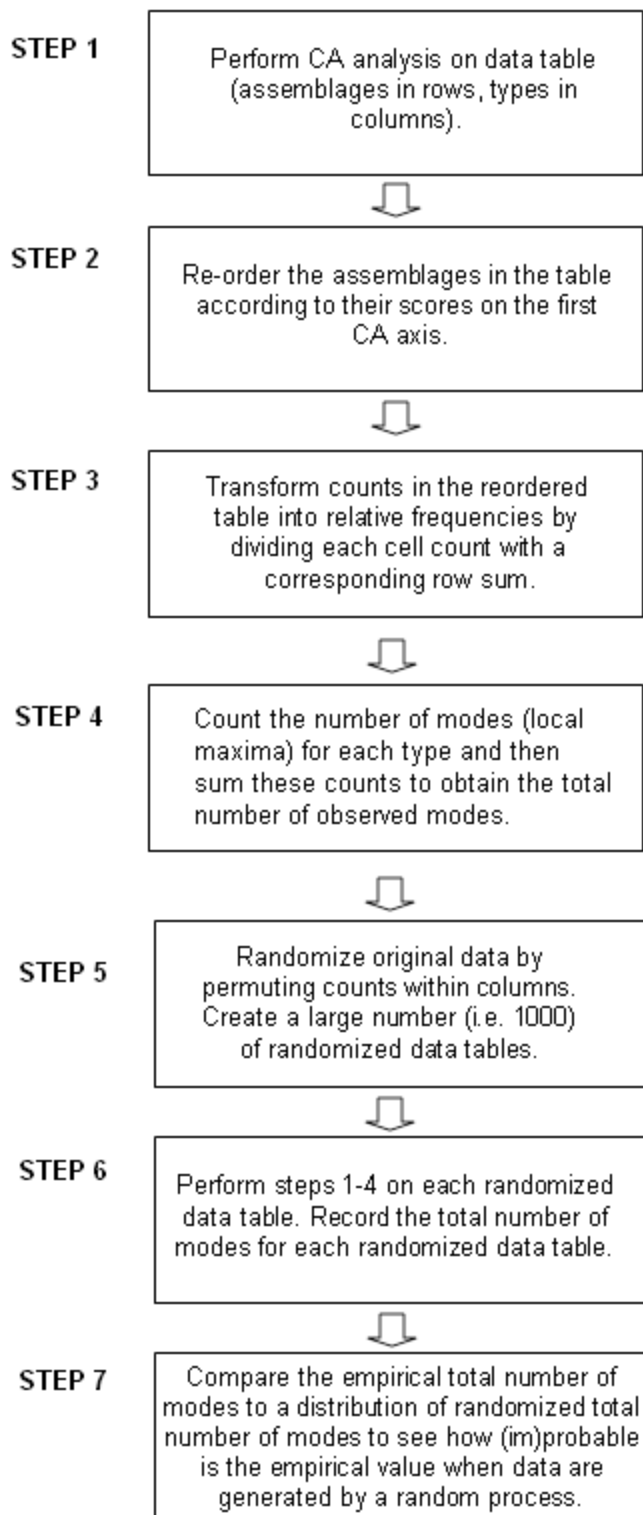 STEP 1
Perform CA analysis on data table
(assemblages in rows, types in
columns).
STEP 2
Re-order the assemblages in the table
according to their scores on the first
CA axis.
STEP 3
Transform counts in the reordered
table into relative frequencies by
dividing each cell count with a
corresponding row sum.
STEP 4
Count the number of modes (local
maxima) for each type and then
sum these counts to obtain the total
number of observed modes.
STEP 5
Randomize original data by
permuting counts within columns.
Create a large number (i.e. 1000)
of randomized data tables.
STEP 6
Perform steps 1-4 on each randomized
data table. Record the total number of
modes for each randomized data table.
STEP 7
Compare the empirical total number of
modes to a distribution of randomized total
number of modes to see how (im)probable
is the empirical value when data are
generated by a random process.